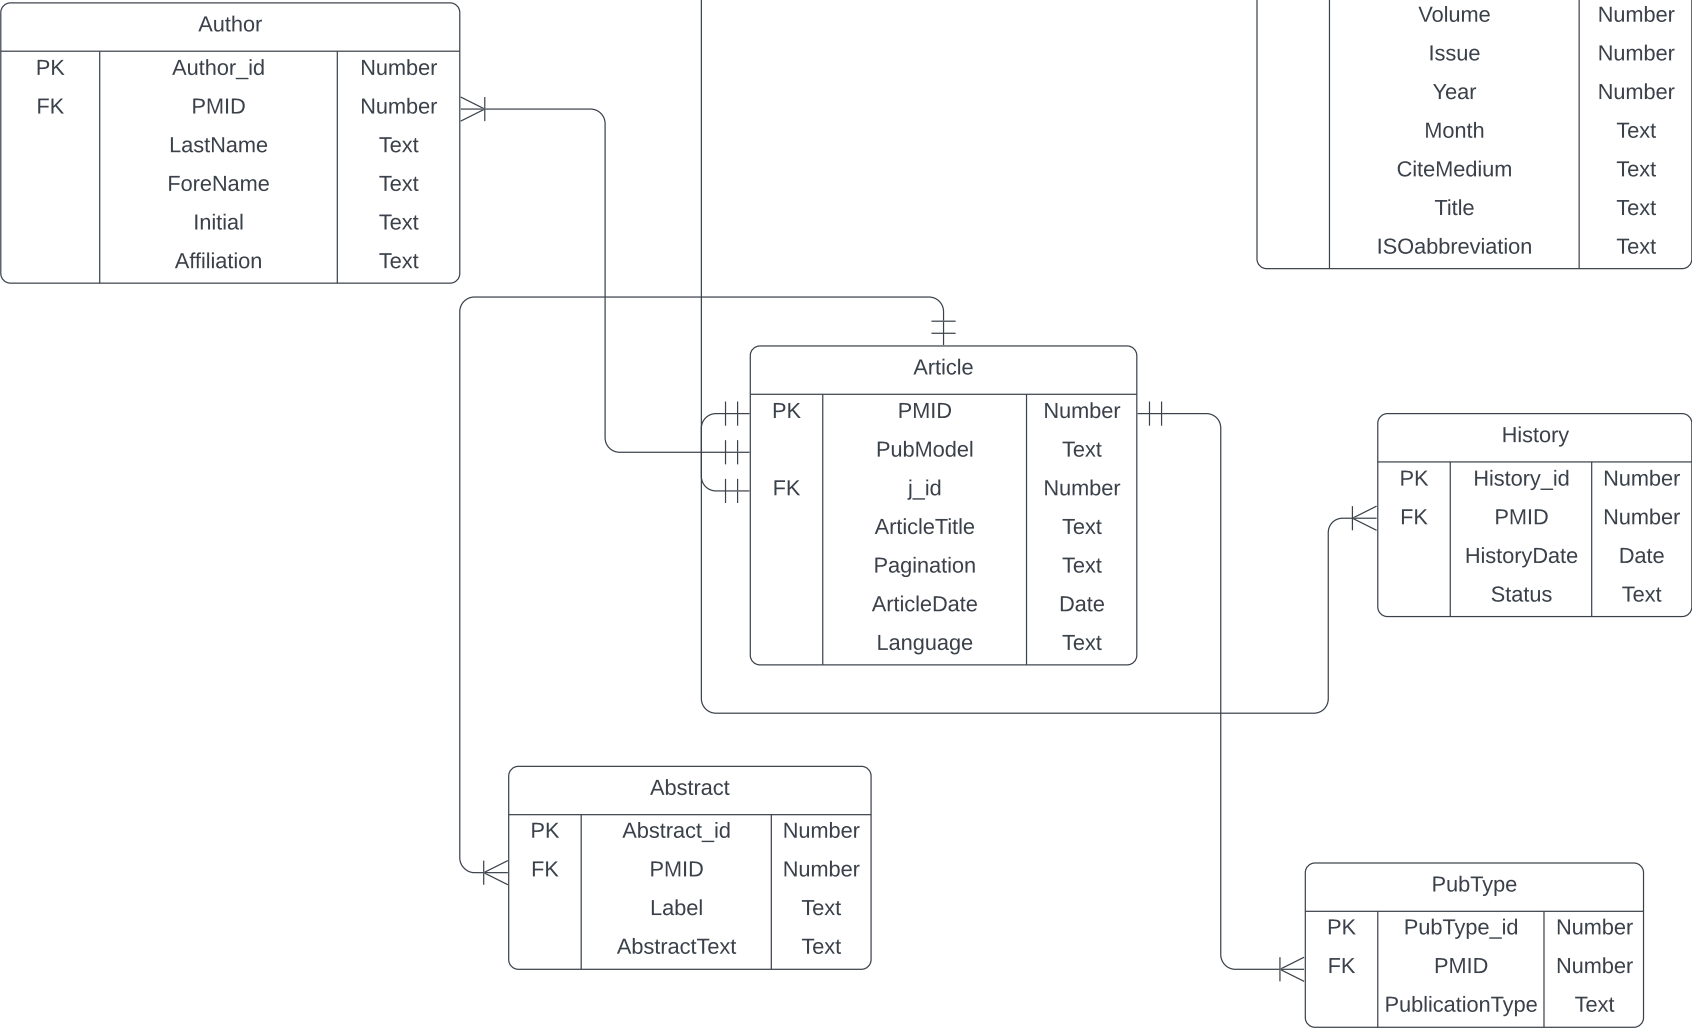 Author
PK Author_id Number
FK PMID Number
LastName Text
ForeName Text
Initial Text
Affiliation Text
Volume Number
Issue Number
Year Number
Month Text
CiteMedium Text
Title Text
ISOabbreviation Text
Article
PK PMID Number
PubModel Text
FK j_id Number
ArticleTitle Text
Pagination Text
ArticleDate Date
Language Text
History
PK History_id Number
FK PMID Number
HistoryDate Date
Status Text
Abstract
PK Abstract_id Number
FK PMID Number
Label Text
AbstractText Text
PubType
PK PubType_id Number
FK PMID Number
PublicationType Text